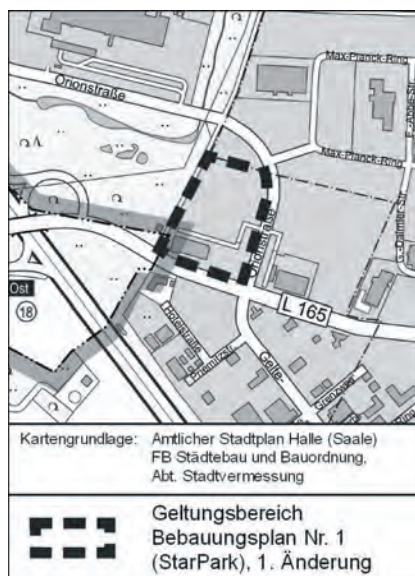 Max-Planck-Ring
Orionstraße
Max-Planck-Ring
Orionstraße
L 165
Ost
18
Kartengrundlage: Amtlicher Stadtplan Halle (Saale)
FB Städtebau und Bauordnung,
Abt. Stadtvermessung
Geltungsbereich
Bebauungsplan Nr. 1
(StarPark), 1. Änderung